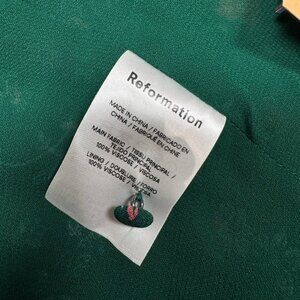 Reformation
MADE IN CHINA / FABRICADO EN
CHINA / FABRIQUÉ EN CHINE
MAIN FABRIC / TISSU PRINCIPAL /
TEJIDO PRINCIPAL
100% VISCOSE / VISCOSA
LINING / DOUBLURE / FORRO
100% VISCOSE / VISCOSA